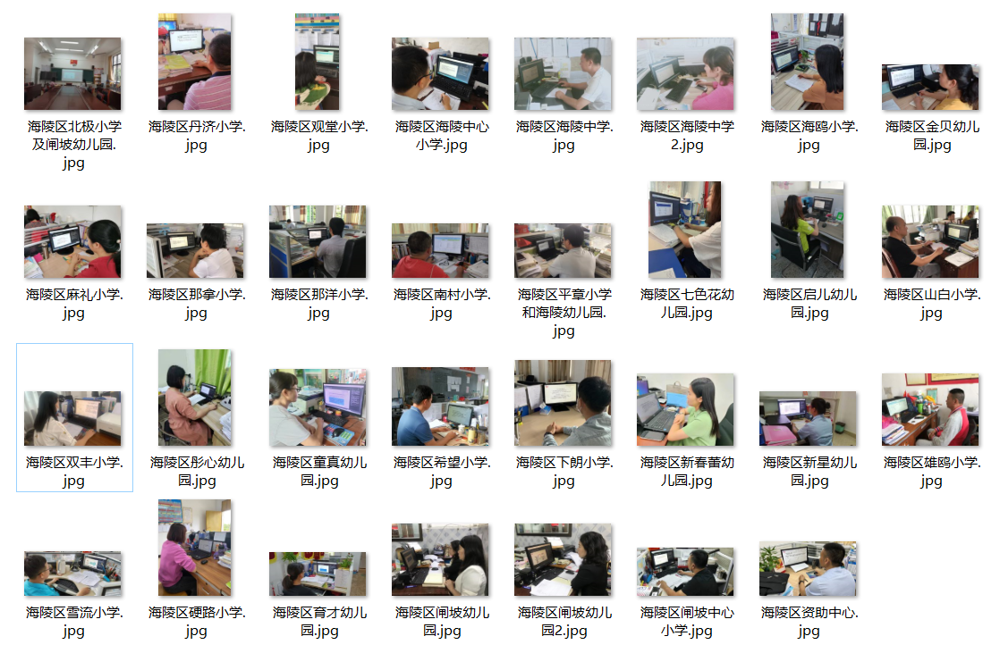 海陵区北极小学
及闸坡幼儿园.
jpg
海陵区丹济小学.
jpg
海陵区观堂小学.
jpg
海陵区海陵中心
小学.jpg
海陵区海陵中学.
jpg
海陵区海陵中学
2.jpg
海陵区海鸥小学.
jpg
海陵区金贝幼儿
园.jpg
海陵区麻礼小学.
jpg
海陵区那拿小学.
jpg
海陵区那洋小学.
jpg
海陵区南村小学.
jpg
海陵区平章小学
和海陵幼儿园.
jpg
海陵区七色花幼
儿园.jpg
海陵区启儿幼儿
园.jpg
海陵区山白小学.
jpg
海陵区双丰小学.
jpg
海陵区彤心幼儿
园.jpg
海陵区童真幼儿
园.jpg
海陵区希望小学.
jpg
海陵区下朗小学.
jpg
海陵区新春蕾幼
儿园.jpg
海陵区新星幼儿
园.jpg
海陵区雄鸥小学.
jpg
海陵区雪流小学.
jpg
海陵区硬路小学.
jpg
海陵区育才幼儿
园.jpg
海陵区闸坡幼儿
园.jpg
海陵区闸坡幼儿
园2.jpg
海陵区闸坡中心
小学.jpg
海陵区资助中心.
jpg